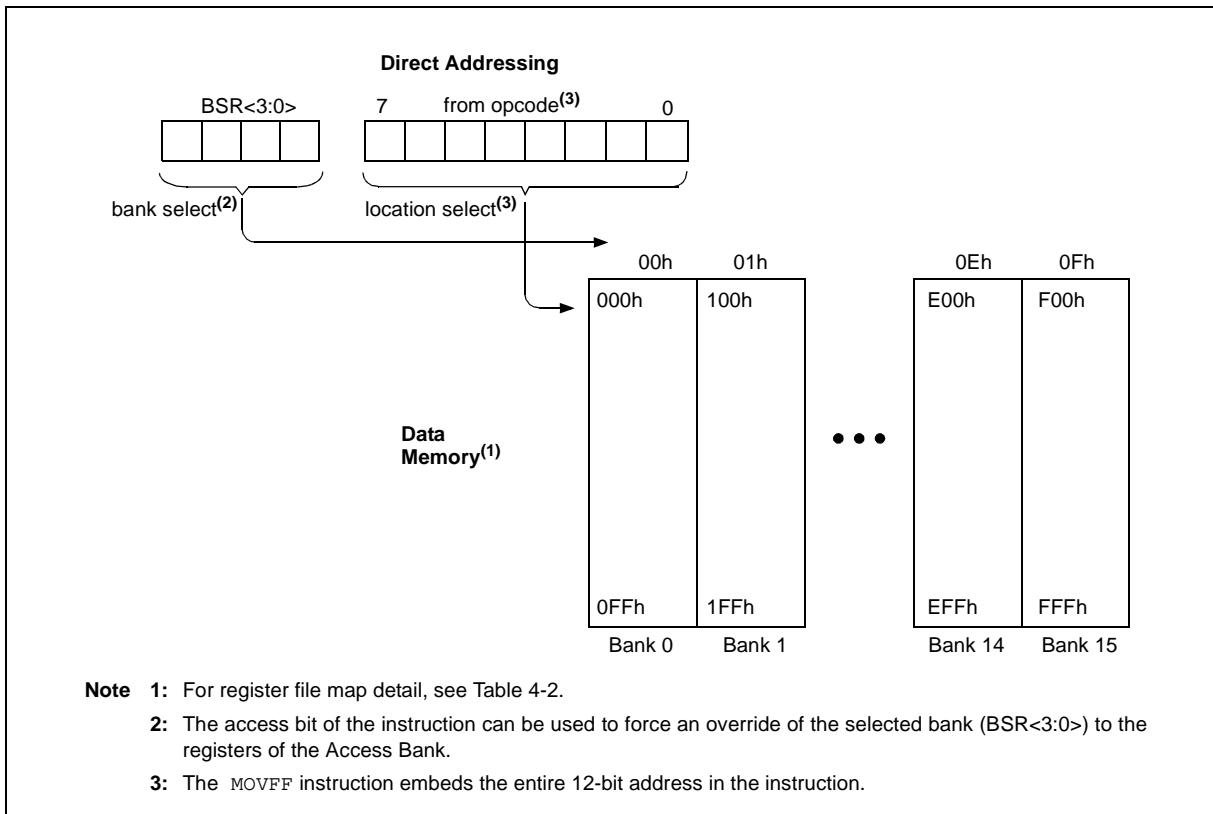 Direct Addressing
BSR<3:0> 7 from opcode(3) 0
bank select(2) location select(3)
00h 01h 0Eh 0Fh
000h 100h E00h F00h
Data
Memory(1)
0FFh 1FFh EFFh FFFh
Bank 0 Bank 1 Bank 14 Bank 15
Note 1: For register file map detail, see Table 4-2.
2: The access bit of the instruction can be used to force an override of the selected bank (BSR<3:0>) to the
registers of the Access Bank.
3: The MOVFF instruction embeds the entire 12-bit address in the instruction.